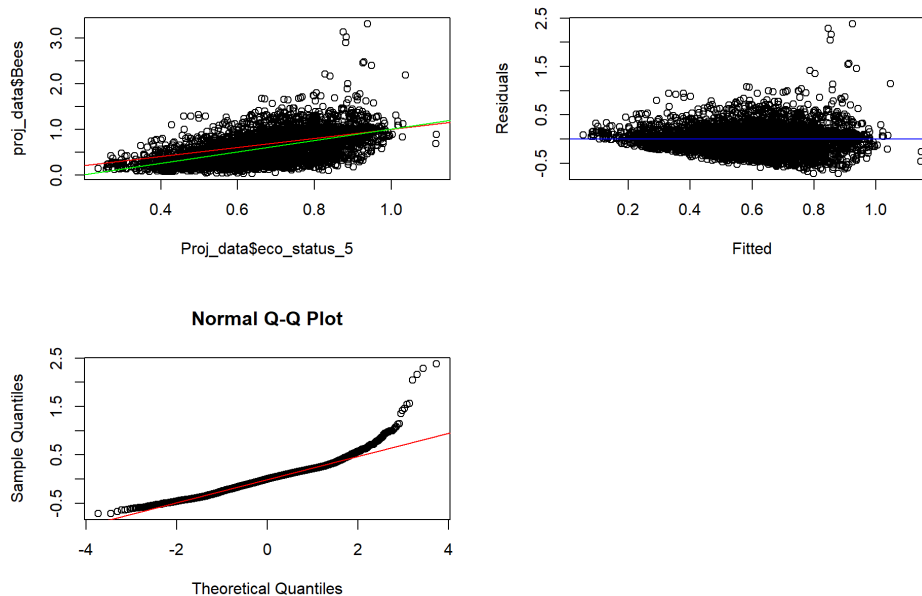 proj_data$Bees
3.0
2.0
1.0
0.0
0.4 0.6 0.8 1.0
Proj_data$eco_status_5
Residuals
2.5
1.5
0.5
-0.5
0.2 0.4 0.6 0.8 1.0
Fitted
Normal Q-Q Plot
Sample Quantiles
2.5
1.5
0.5
-0.5
-4 -2 0 2 4
Theoretical Quantiles